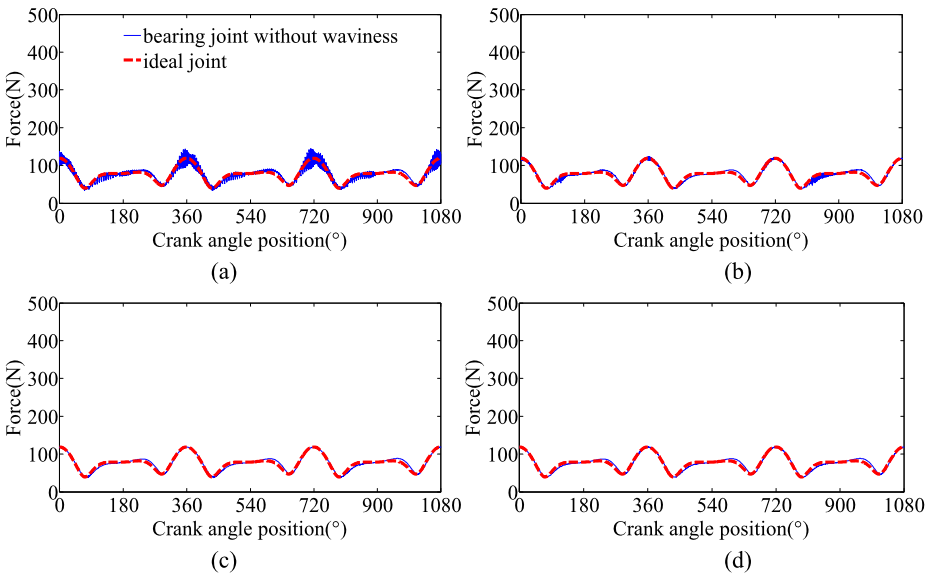 500
400
300
200
100
0
Force(N)
bearing joint without waviness
ideal joint
0 180 360 540 720 900 1080
Crank angle position(°)
(a)
500
400
300
200
100
0
Force(N)
0 180 360 540 720 900 1080
Crank angle position(°)
(b)
500
400
300
200
100
0
Force(N)
0 180 360 540 720 900 1080
Crank angle position(°)
(c)
500
400
300
200
100
0
Force(N)
0 180 360 540 720 900 1080
Crank angle position(°)
(d)